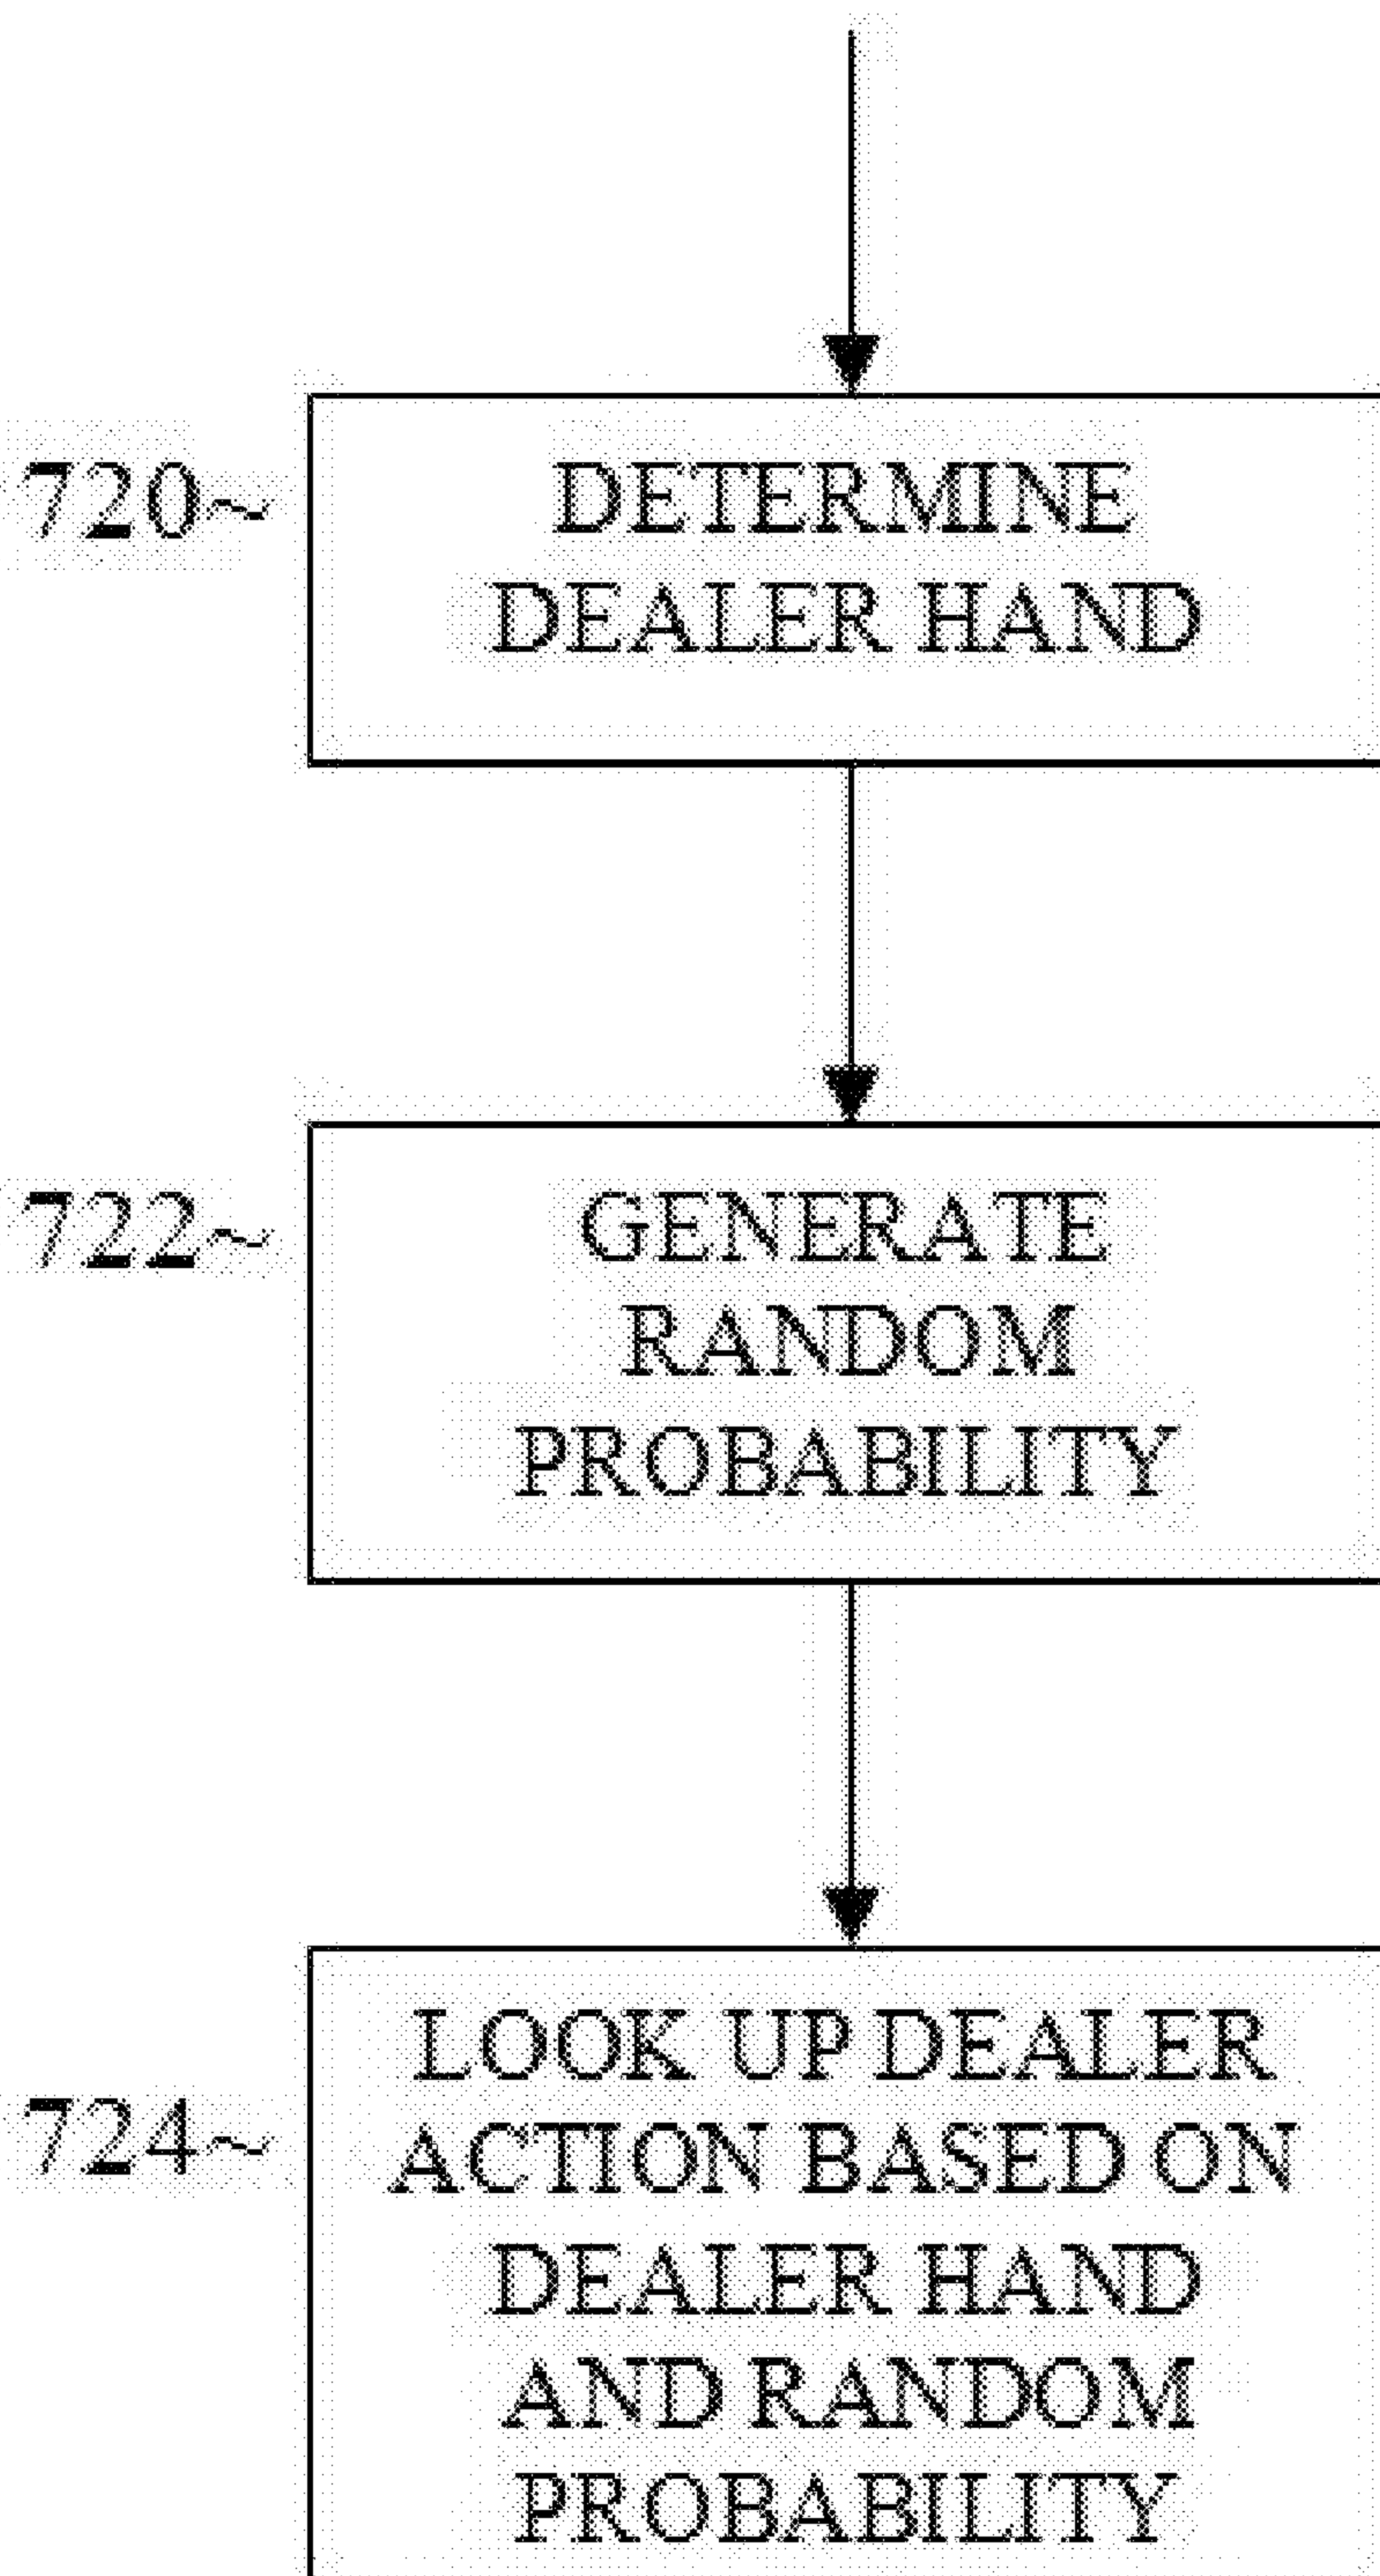 720~
DETERMINE
DEALER HAND
722~
GENERATE
RANDOM
PROBABILITY
724~
LOOK UP DEALER
ACTION BASED ON
DEALER HAND
AND RANDOM
PROBABILITY